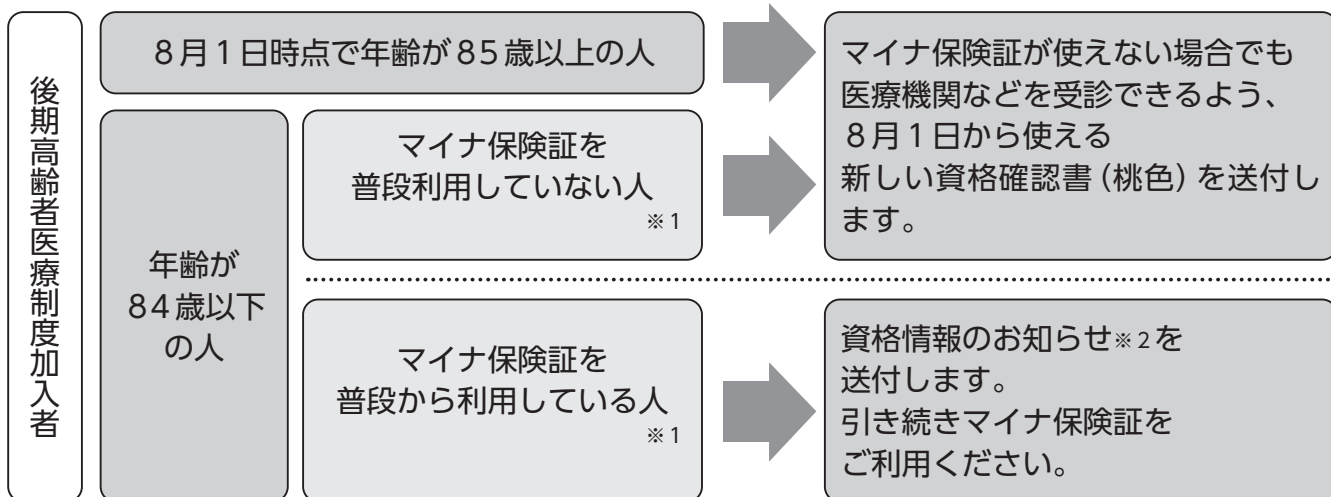 後期高齢者医療制度加入者
8月1日時点で年齢が85歳以上の人
マイナ保険証が使えない場合でも
医療機関などを受診できるよう、
8月1日から使える
新しい資格確認書(桃色)を送付し
ます。
年齢が
84歳以下
の人
マイナ保険証を
普段利用していない人
※1
マイナ保険証を
普段から利用している人
※1
資格情報のお知らせ※2を
送付します。
引き続きマイナ保険証を
ご利用ください。